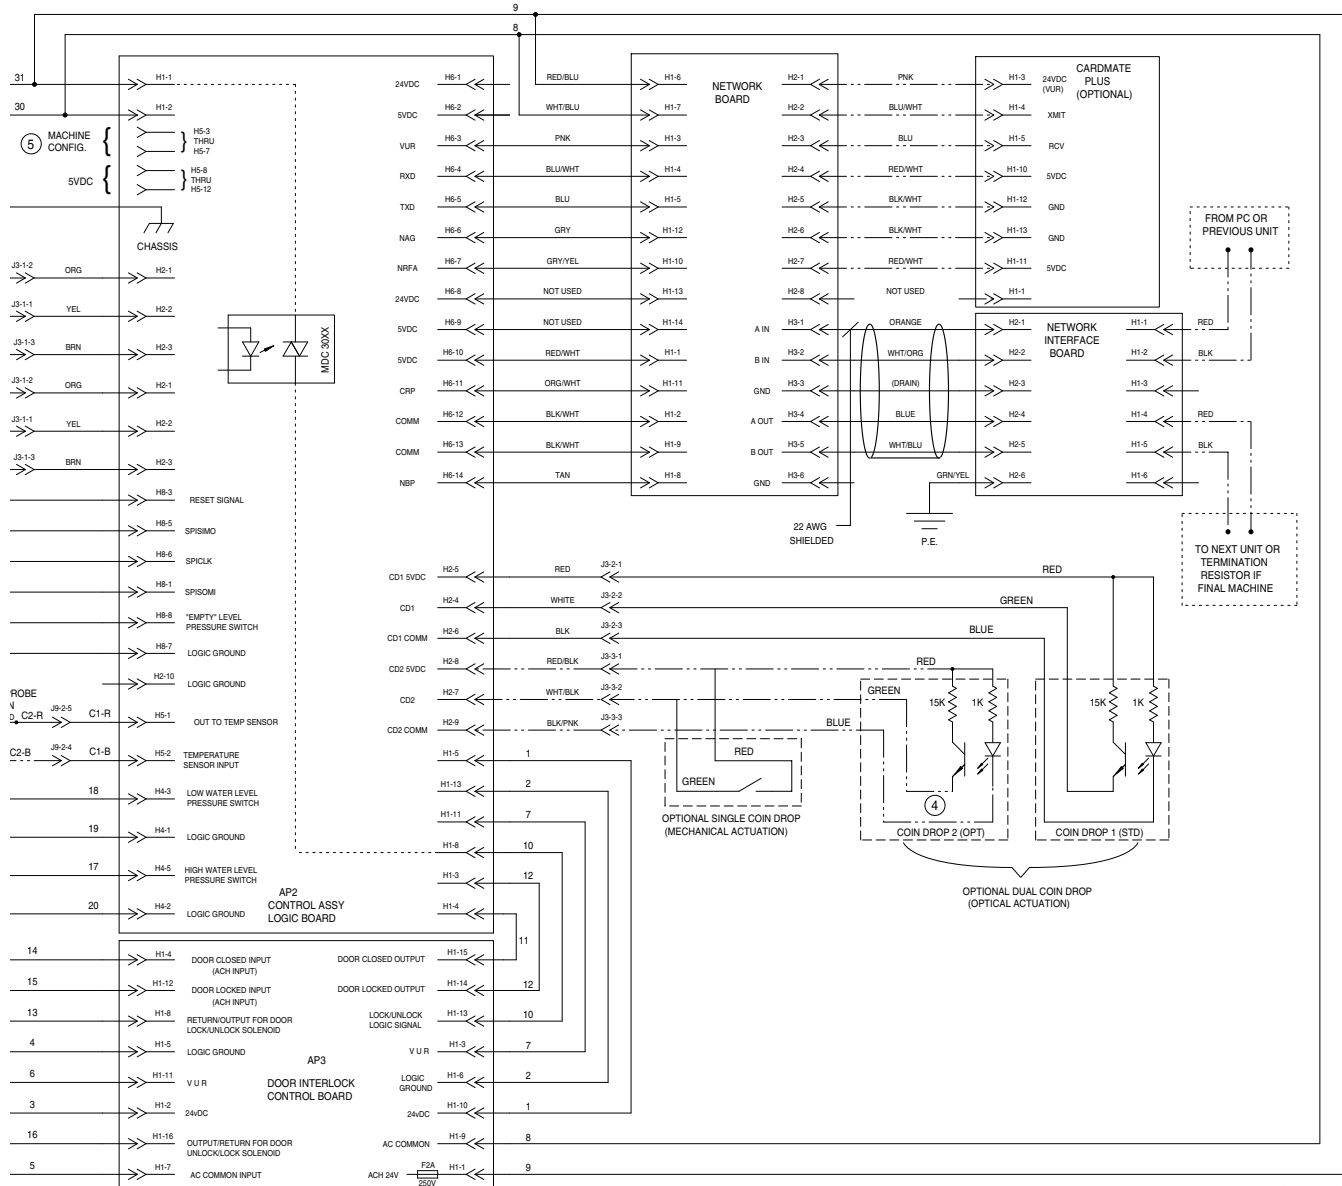 9
8
31 H1-1 24VDC H6-1 RED/BLU H1-6 NETWORK BOARD H2-1 PNK H1-3 24VDC (VUR) CARDMATE PLUS (OPTIONAL)
30 H1-2 5VDC H6-2 WHT/BLU H1-7 H2-2 BLU/WHT H1-4 XMIT
5 MACHINE CONFIG. H5-3 THRU H5-7
VUR H6-3 PNK H1-3 H2-3 BLU H1-5 RCV
5VDC H5-8 THRU H5-12
RXD H6-4 BLU/WHT H1-4 H2-4 RED/WHT H1-10 5VDC
TXD H6-5 BLU H1-5 H2-5 BLK/WHT H1-12 GND
CHASSIS
NAG H6-6 GRY H1-12 H2-6 BLK/WHT H1-13 GND
FROM PC OR PREVIOUS UNIT
J3-1-2 ORG H2-1 NRFA H6-7 GRY/YEL H1-10 H2-7 RED/WHT H1-11 5VDC
24VDC H6-8 NOT USED H1-13 H2-8 NOT USED H1-1
J3-1-1 YEL H2-2
5VDC H6-9 NOT USED H1-14 A IN H3-1 ORANGE H2-1 NETWORK INTERFACE BOARD H1-1 RED
MDC 30XX
J3-1-3 BRN H2-3 5VDC H6-10 RED/WHT H1-1 B IN H3-2 WHT/ORG H2-2 H1-2 BLK
J3-1-2 ORG H2-1 CRP H6-11 ORG/WHT H1-11 GND H3-3 (DRAIN) H2-3 H1-3
J3-1-1 YEL H2-2 COMM H6-12 BLK/WHT H1-2 A OUT H3-4 BLUE H2-4 H1-4 RED
J3-1-3 BRN H2-3 COMM H6-13 BLK/WHT H1-9 B OUT H3-5 WHT/BLU H2-5 H1-5 BLK
NBP H6-14 TAN H1-8 GND H3-6 GRN/YEL H2-6 H1-6
H8-3 RESET SIGNAL
H8-5 SPISIMO
22 AWG SHIELDED
P.E.
TO NEXT UNIT OR
TERMINATION
RESISTOR IF
FINAL MACHINE
H8-6 SPICLK
CD1 5VDC H2-5 RED J3-2-1 RED
H8-1 SPISOMI
CD1 H2-4 WHITE J3-2-2 GREEN
H8-8 "EMPTY" LEVEL PRESSURE SWITCH
CD1 COMM H2-6 BLK J3-2-3 BLUE
H8-7 LOGIC GROUND
CD2 5VDC H2-8 RED/BLK J3-3-1 RED
H2-10 LOGIC GROUND
CD2 H2-7 WHT/BLK J3-3-2 GREEN 15K 1K 15K 1K
C2-R J9-2-5 C1-R H5-1 OUT TO TEMP SENSOR
CD2 COMM H2-9 BLK/PNK J3-3-3 BLUE
C2-B J9-2-4 C1-B H5-2 TEMPERATURE SENSOR INPUT
H1-5 1
RED
GREEN
18 H4-3 LOW WATER LEVEL PRESSURE SWITCH
H1-13 2
4
OPTIONAL SINGLE COIN DROP
(MECHANICAL ACTUATION)
COIN DROP 2 (OPT) COIN DROP 1 (STD)
H1-11 7
19 H4-1 LOGIC GROUND
H1-8 10
17 H4-5 HIGH WATER LEVEL PRESSURE SWITCH
H1-3 12
OPTIONAL DUAL COIN DROP
(OPTICAL ACTUATION)
AP2
CONTROL ASSY
LOGIC BOARD
20 H4-2 LOGIC GROUND
H1-4
11
14 H1-4 DOOR CLOSED INPUT (ACH INPUT) DOOR CLOSED OUTPUT H1-15
15 H1-12 DOOR LOCKED INPUT (ACH INPUT) DOOR LOCKED OUTPUT H1-14 12
13 H1-8 RETURN/OUTPUT FOR DOOR LOCK/UNLOCK SOLENOID LOCK/UNLOCK LOGIC SIGNAL H1-13 10
4 H1-5 LOGIC GROUND V U R H1-3 7
AP3
DOOR INTERLOCK
CONTROL BOARD
6 H1-11 V U R LOGIC GROUND H1-6 2
3 H1-2 24vDC 24vDC H1-10 1
16 H1-16 OUTPUT/RETURN FOR DOOR UNLOCK/LOCK SOLENOID AC COMMON H1-9 8
5 H1-7 AC COMMON INPUT ACH 24V F2A 250V H1-1 9